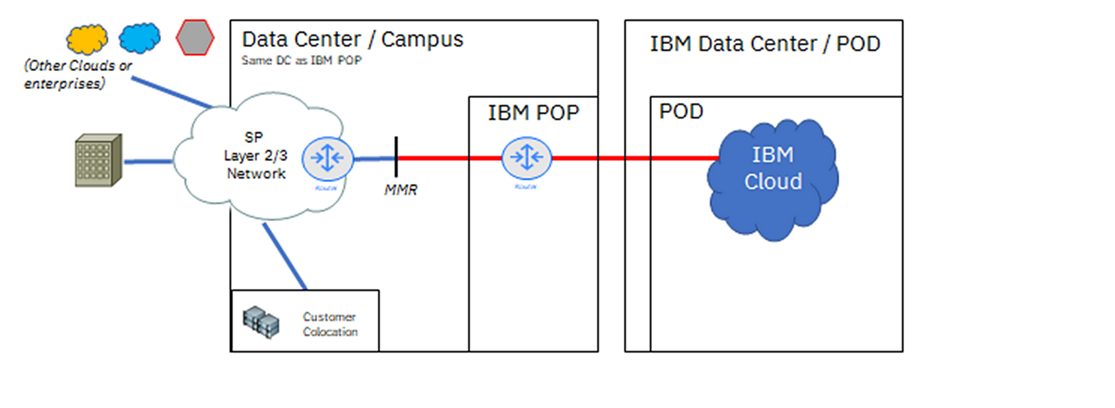 Data Center / Campus
Same DC as IBM POP
IBM Data Center / POD
(Other Clouds or
enterprises)
IBM POP
POD
SP
Layer 2/3
Network
Router
MMR
Router
IBM
Cloud
Customer
Colocation